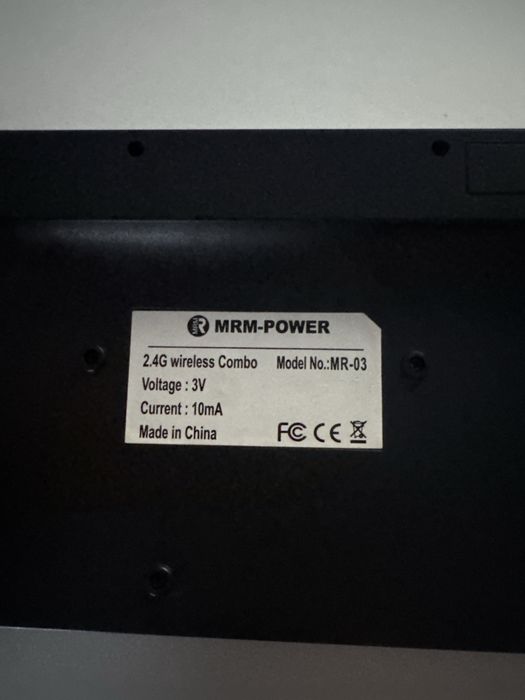 MRM-POWER
2.4G wireless Combo Model No.:MR-03
Voltage : 3V
Current : 10mA
Made in China FC CE